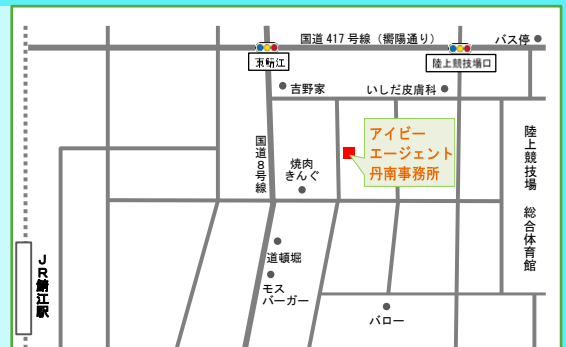 国道417号線（嚮陽通り）
バス停
東鯖江
陸上競技場口
吉野家
いしだ皮膚科
アイビー
エージェント
丹南事務所
国道８号線
焼肉
きんぐ
陸上競技場　総合体育館
道頓堀
モス
バーガー
バロー
ＪＲ鯖江駅